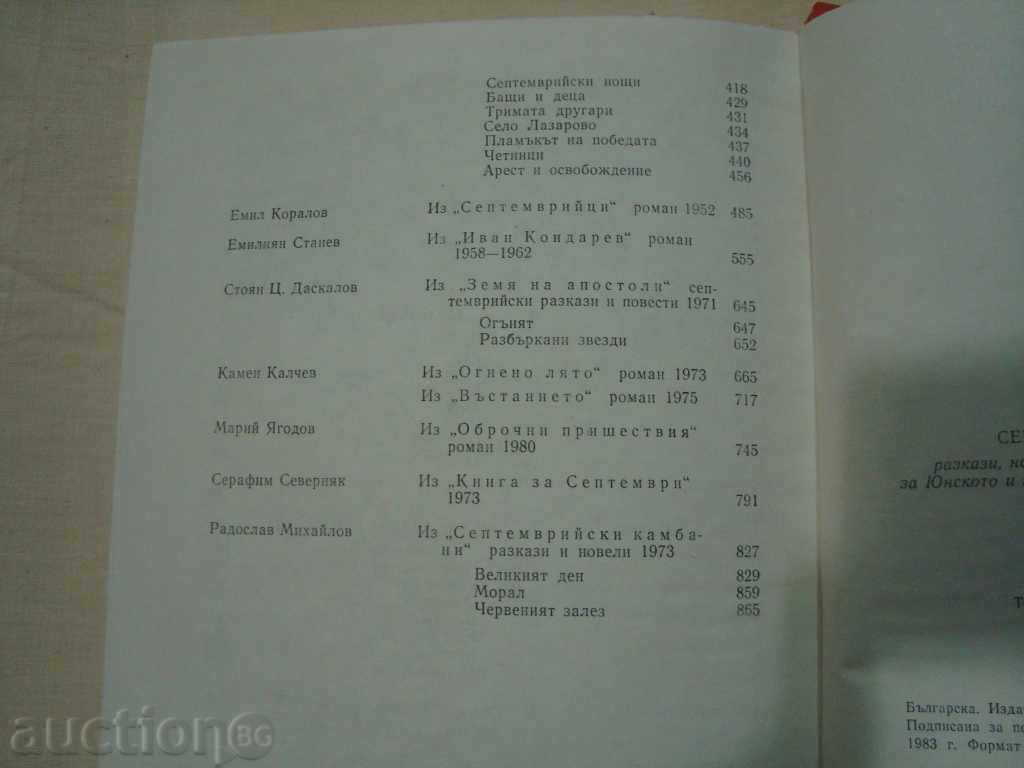 Септемврийски нощи 418
Бащи и деца 429
Тримата другари 431
Село Лазарово 434
Пламъкът на победата 437
Четници 440
Арест и освобождение 456
Емил Коралов Из „Септемврийци“ роман 1952 485
Емилиян Станев Из „Иван Кондарев“ роман
1958—1962 555
Стоян Ц. Даскалов Из „Земя на апостоли“ сеп-
темврийски разкази и повести 1971 645
Огънят 647
Разбъркани звезди 652
Камен Калчев Из „Огнено лято“ роман 1973 665
Из „Въстанието“ роман 1975 717
Марий Ягодов Из „Оброчни пришествия“
роман 1980 745
Серафим Северняк Из „Книга за Септември“
1973 791
Радослав Михайлов Из „Септемврийски камба-
ни“ разкази и новели 1973 827
Великият ден 829
Морал 859
Червеният залез 865
разкази,
за Юнското и
Българска. Изда
Подписана за
1983 г. Формат
auction BG